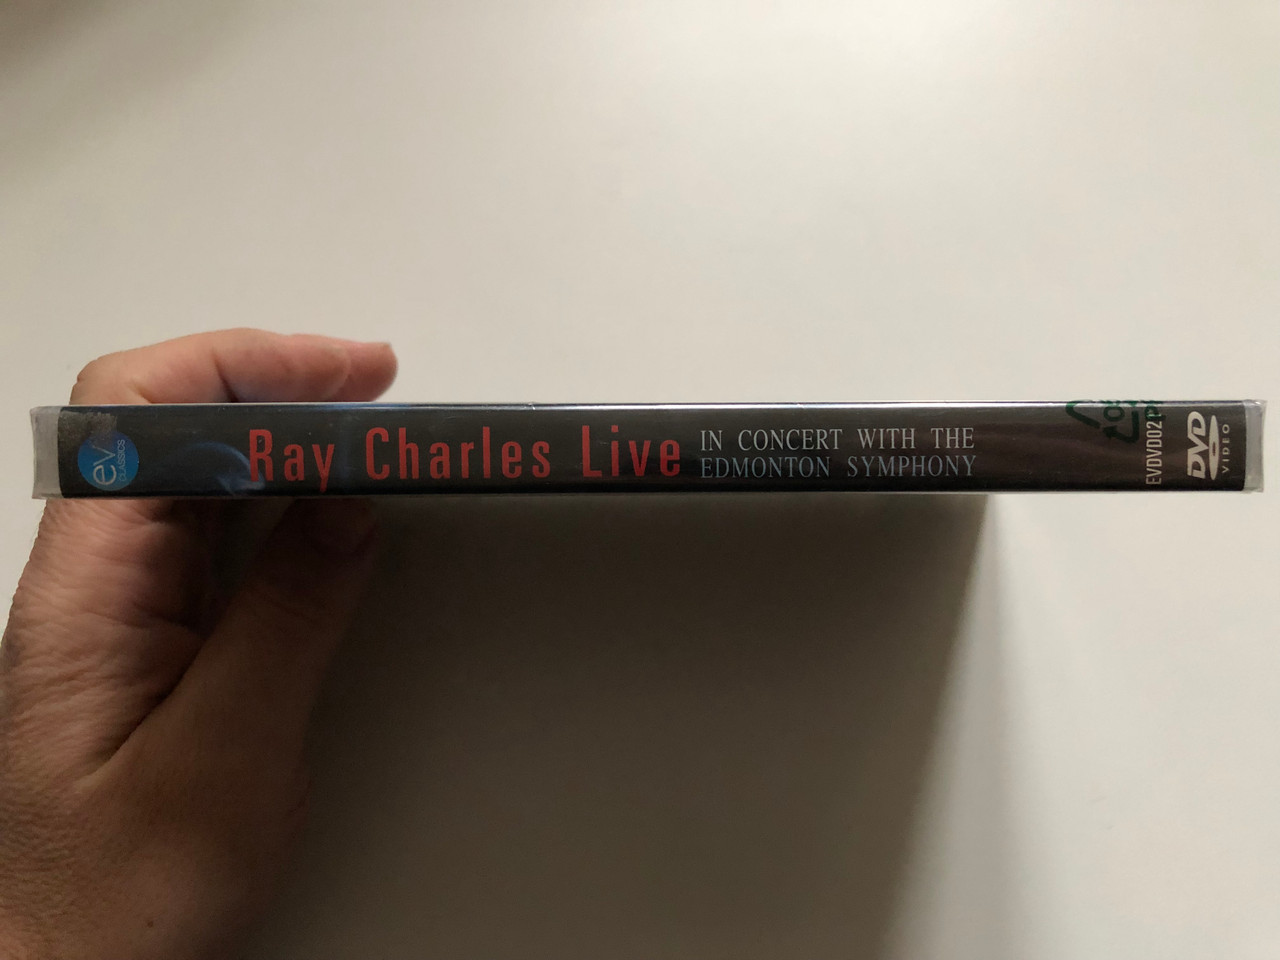 ev
CLASSICS
Ray Charles Live
IN CONCERT WITH THE
EDMONTON SYMPHONY
EVDVD02
DVD
VIDEO